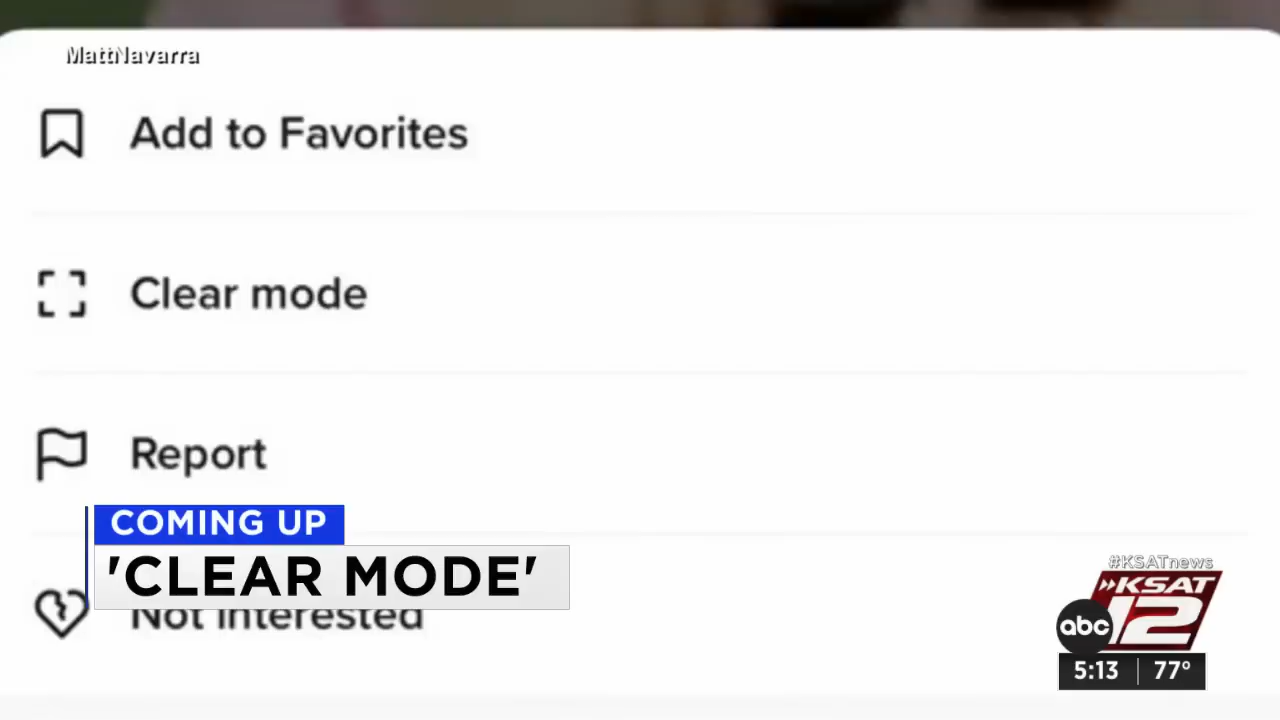 MattNavarra
Add to Favorites
Clear mode
Report
COMING UP
'CLEAR MODE'
Not Interested
#KSATnews
KSAT
abc 12
5:13 77°